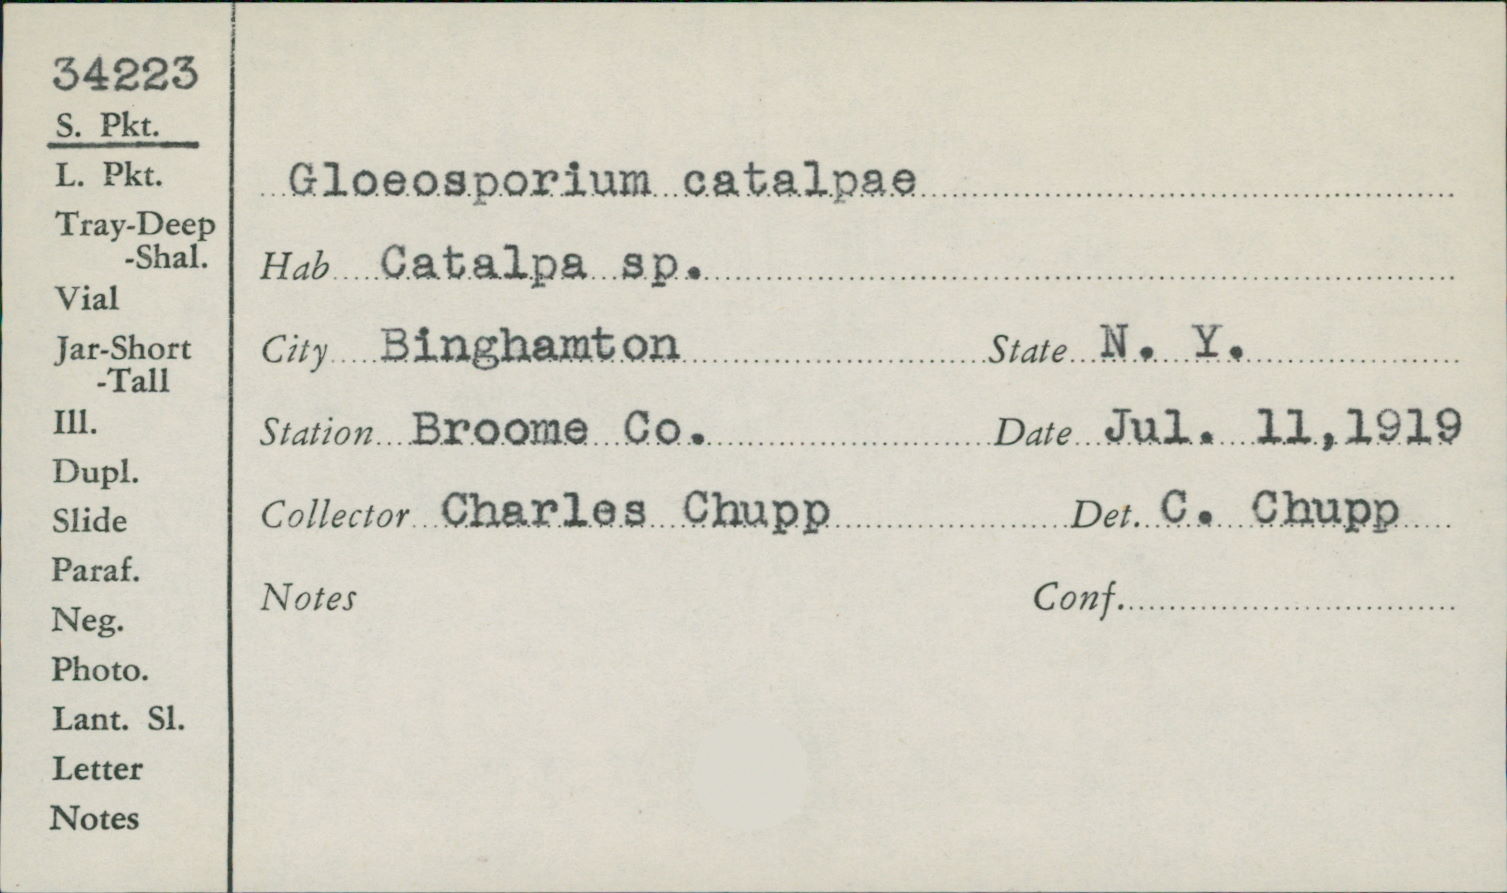 34223
S. Pkt.
L. Pkt.
Tray-Deep
-Shal.
Vial
Jar-Short
-Tall
Ill.
Dupl.
Slide
Paraf.
Neg.
Photo.
Lant. Sl.
Letter
Notes
Gloeosporium catalpae
Hab Catalpa sp.
City Binghamton State N. Y.
Station Broome Co. Date Jul. 11,1919
Collector Charles Chupp Det. C. Chupp
Notes Conf.